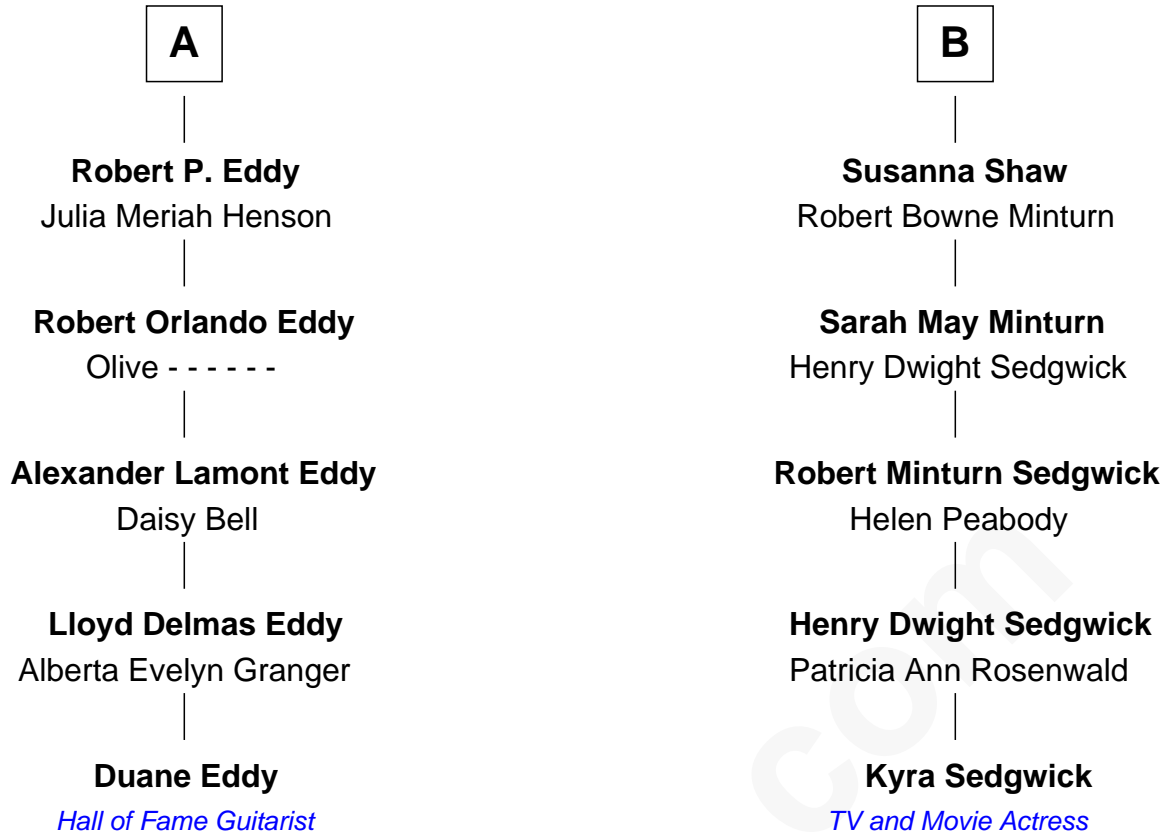 A
Robert P. Eddy
Julia Meriah Henson
Robert Orlando Eddy
Olive - - - - - -
Alexander Lamont Eddy
Daisy Bell
Lloyd Delmas Eddy
Alberta Evelyn Granger
Duane Eddy
Hall of Fame Guitarist
B
Susanna Shaw
Robert Bowne Minturn
Sarah May Minturn
Henry Dwight Sedgwick
Robert Minturn Sedgwick
Helen Peabody
Henry Dwight Sedgwick
Patricia Ann Rosenwald
Kyra Sedgwick
TV and Movie Actress
com